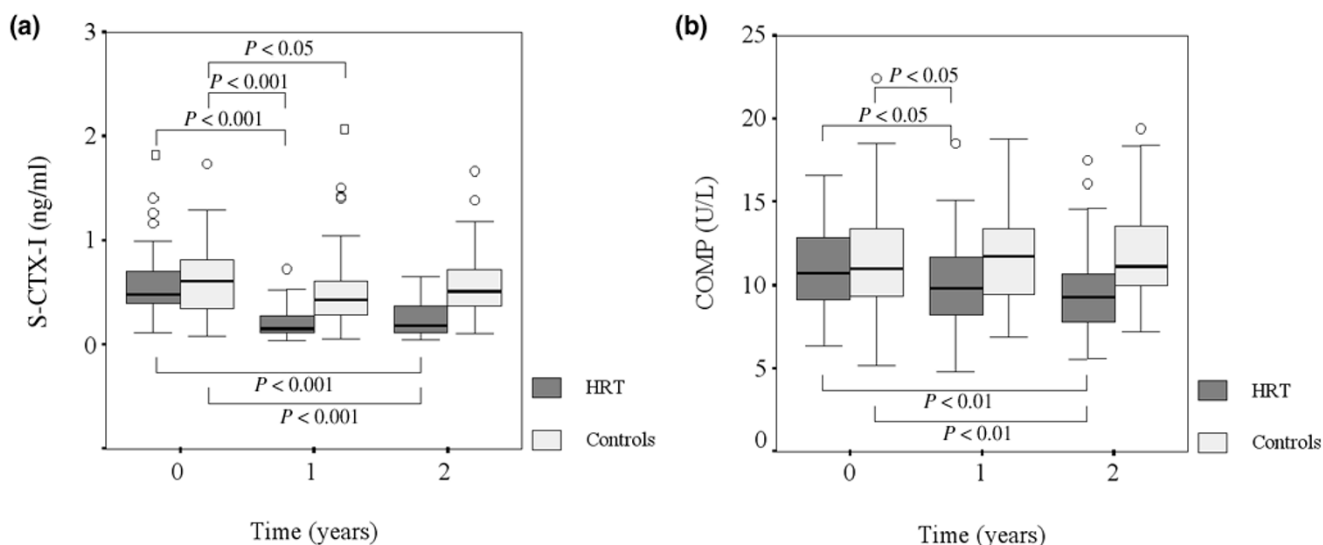 (a)
3
2
1
0
S-CTX-I (ng/ml)
P < 0.05
P < 0.001
P < 0.001
P < 0.001
P < 0.001
HRT
Controls
0 1 2
Time (years)
(b)
25
20
15
10
5
0
COMP (U/L)
P < 0.05
P < 0.05
P < 0.01
P < 0.01
HRT
Controls
0 1 2
Time (years)